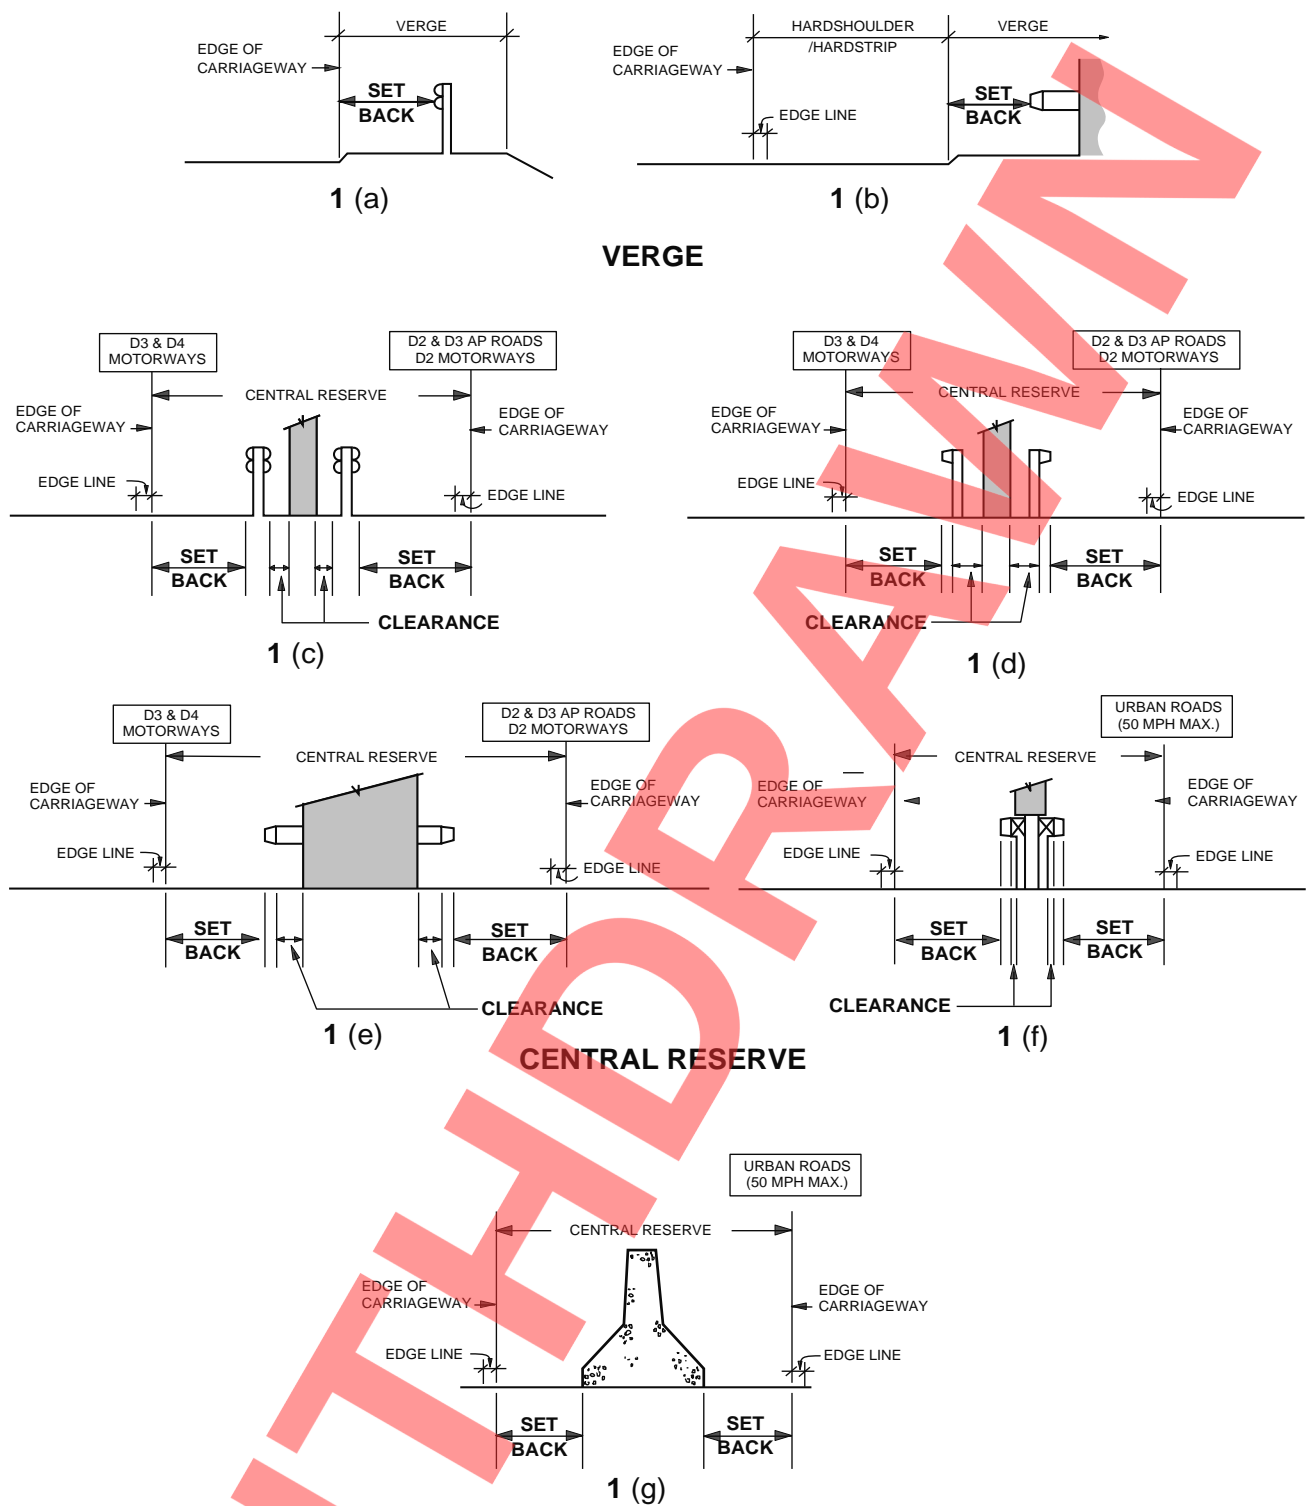 VERGE
EDGE OF
CARRIAGEWAY
SET
BACK
1 (a)
HARDSHOULDER
/HARDSTRIP
VERGE
EDGE OF
CARRIAGEWAY
EDGE LINE
SET
BACK
1 (b)
VERGE
D3 & D4
MOTORWAYS
D2 & D3 AP ROADS
D2 MOTORWAYS
CENTRAL RESERVE
EDGE OF
CARRIAGEWAY
EDGE OF
CARRIAGEWAY
EDGE LINE
EDGE LINE
SET
BACK
SET
BACK
CLEARANCE
1 (c)
D3 & D4
MOTORWAYS
D2 & D3 AP ROADS
D2 MOTORWAYS
CENTRAL RESERVE
EDGE OF
CARRIAGEWAY
EDGE OF
CARRIAGEWAY
EDGE LINE
EDGE LINE
SET
BACK
SET
BACK
CLEARANCE
1 (d)
D3 & D4
MOTORWAYS
D2 & D3 AP ROADS
D2 MOTORWAYS
CENTRAL RESERVE
EDGE OF
CARRIAGEWAY
EDGE OF
CARRIAGEWAY
EDGE LINE
EDGE LINE
SET
BACK
SET
BACK
CLEARANCE
1 (e)
URBAN ROADS
(50 MPH MAX.)
CENTRAL RESERVE
EDGE OF
CARRIAGEWAY
EDGE OF
CARRIAGEWAY
EDGE LINE
EDGE LINE
SET
BACK
SET
BACK
CLEARANCE
1 (f)
CENTRAL RESERVE
URBAN ROADS
(50 MPH MAX.)
CENTRAL RESERVE
EDGE OF
CARRIAGEWAY
EDGE OF
CARRIAGEWAY
EDGE LINE
EDGE LINE
SET
BACK
SET
BACK
1 (g)
THDRAWN